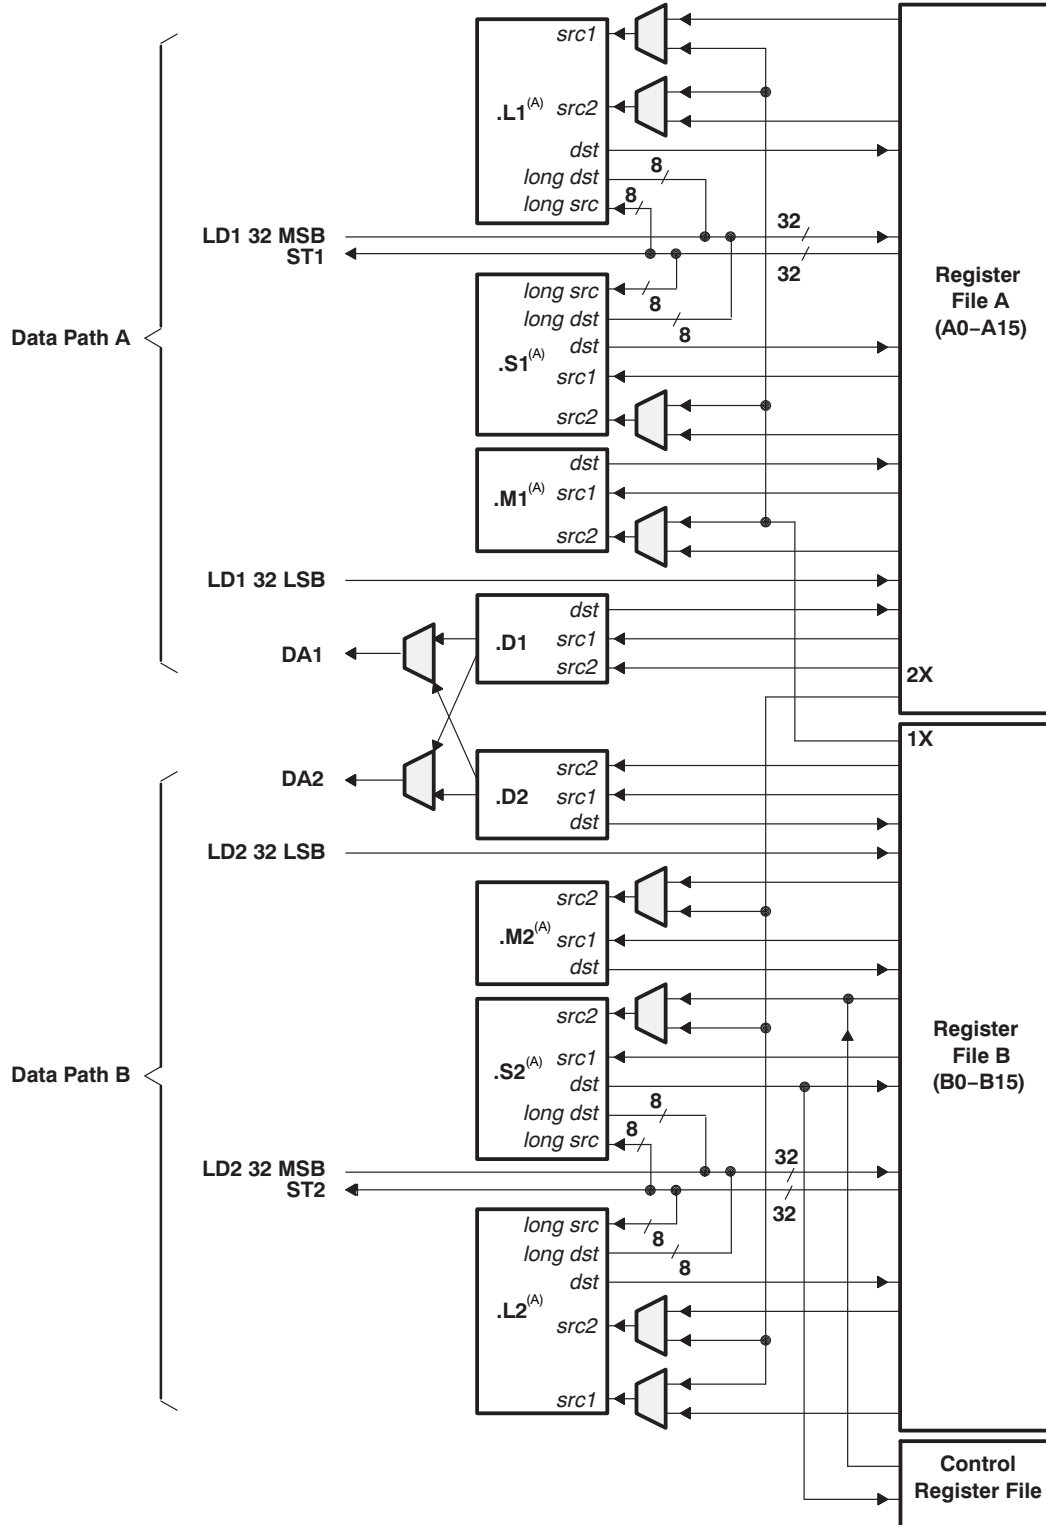 src1
.L1(A)
src2
dst
long dst
8
long src
8
LD1 32 MSB
32
ST1
32
Register
File A
(A0−A15)
Data Path A
long src
8
long dst
8
dst
.S1(A)
src1
src2
dst
.M1(A)
src1
src2
LD1 32 LSB
dst
.D1
src1
src2
DA1
2X
1X
DA2
src2
.D2
src1
dst
LD2 32 LSB
src2
.M2(A)
src1
dst
src2
Register
File B
(B0−B15)
src1
.S2(A)
dst
Data Path B
long dst
8
long src
8
LD2 32 MSB
32
ST2
32
long src
8
long dst
8
dst
.L2(A)
src2
src1
Control
Register File